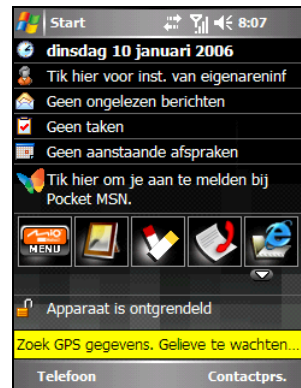 Start 8:07
dinsdag 10 januari 2006
Tik hier voor inst. van eigenareninf
Geen ongelezen berichten
Geen taken
Geen aanstaande afspraken
Tik hier om je aan te melden bij
Pocket MSN.
MIO
MENU
Apparaat is ontgrendeld
Zoek GPS gegevens. Gelieve te wachten...
Telefoon Contactprs.